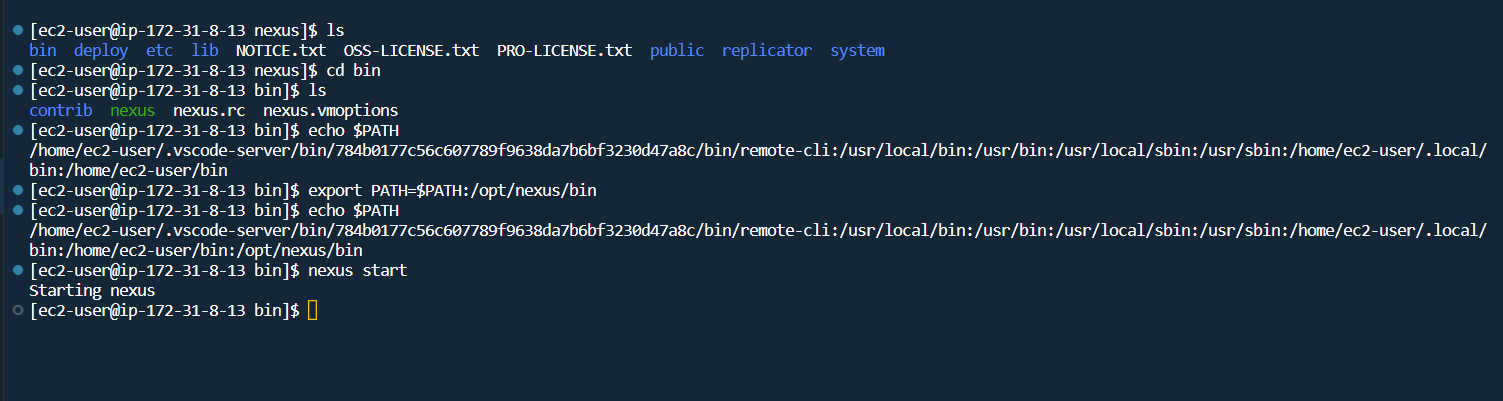 [ec2-user@ip-172-31-8-13 nexus]$ ls
bin deploy etc lib NOTICE.txt OSS-LICENSE.txt PRO-LICENSE.txt public replicator system
[ec2-user@ip-172-31-8-13 nexus]$ cd bin
[ec2-user@ip-172-31-8-13 bin]$ ls
contrib nexus nexus.rc nexus.vmoptions
[ec2-user@ip-172-31-8-13 bin]$ echo $PATH
/home/ec2-user/.vscode-server/bin/784b0177c56c607789f9638da7b6bf3230d47a8c/bin/remote-cli:/usr/local/bin:/usr/bin:/usr/local/sbin:/usr/sbin:/home/ec2-user/.local/
bin:/home/ec2-user/bin
[ec2-user@ip-172-31-8-13 bin]$ export PATH=$PATH:/opt/nexus/bin
[ec2-user@ip-172-31-8-13 bin]$ echo $PATH
/home/ec2-user/.vscode-server/bin/784b0177c56c607789f9638da7b6bf3230d47a8c/bin/remote-cli:/usr/local/bin:/usr/bin:/usr/local/sbin:/usr/sbin:/home/ec2-user/.local/
bin:/home/ec2-user/bin:/opt/nexus/bin
[ec2-user@ip-172-31-8-13 bin]$ nexus start
Starting nexus
[ec2-user@ip-172-31-8-13 bin]$